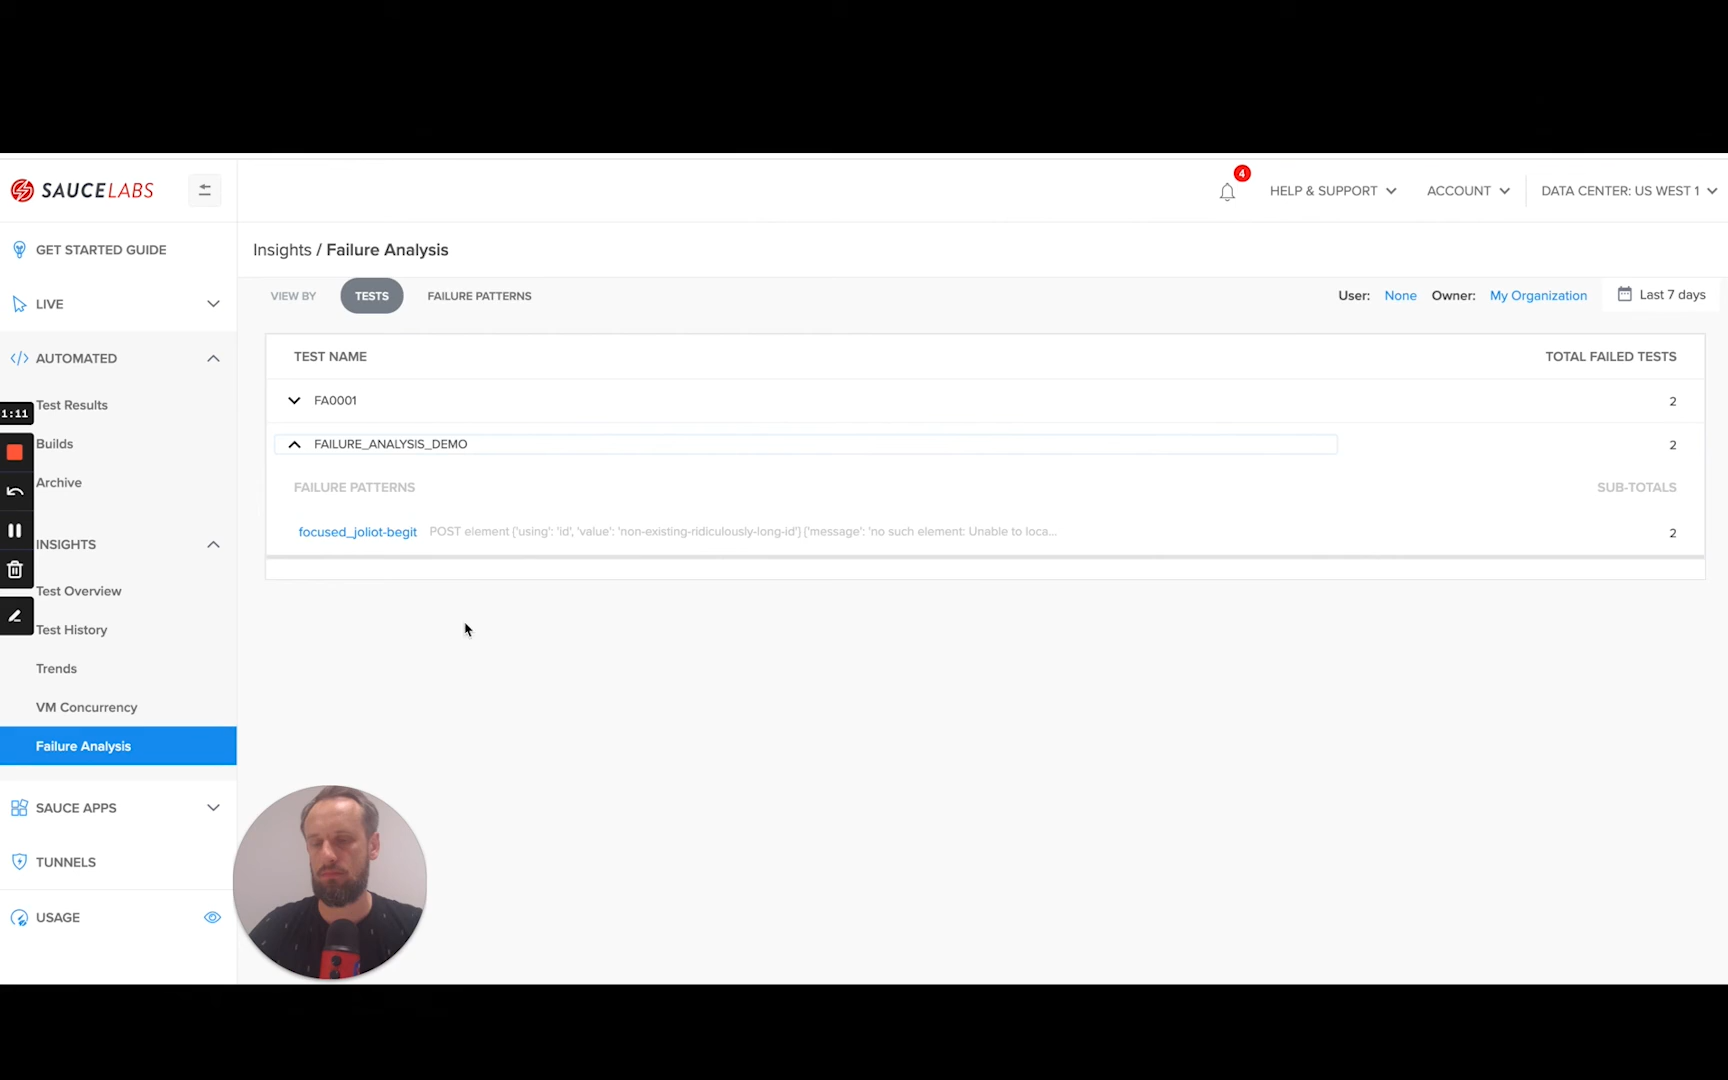 SAUCELABS
4
HELP & SUPPORT
ACCOUNT
DATA CENTER: US WEST 1
GET STARTED GUIDE
LIVE
AUTOMATED
Test Results
1:11
Builds
Archive
INSIGHTS
Test Overview
Test History
Trends
VM Concurrency
Failure Analysis
SAUCE APPS
TUNNELS
USAGE
Insights / Failure Analysis
VIEW BY TESTS FAILURE PATTERNS
User: None Owner: My Organization Last 7 days
TEST NAME TOTAL FAILED TESTS
FA0001 2
FAILURE_ANALYSIS_DEMO 2
FAILURE PATTERNS SUB-TOTALS
focused_joliot-begit POST element {'using': 'id', 'value': 'non-existing-ridiculously-long-id'} {'message': 'no such element: Unable to loca... 2